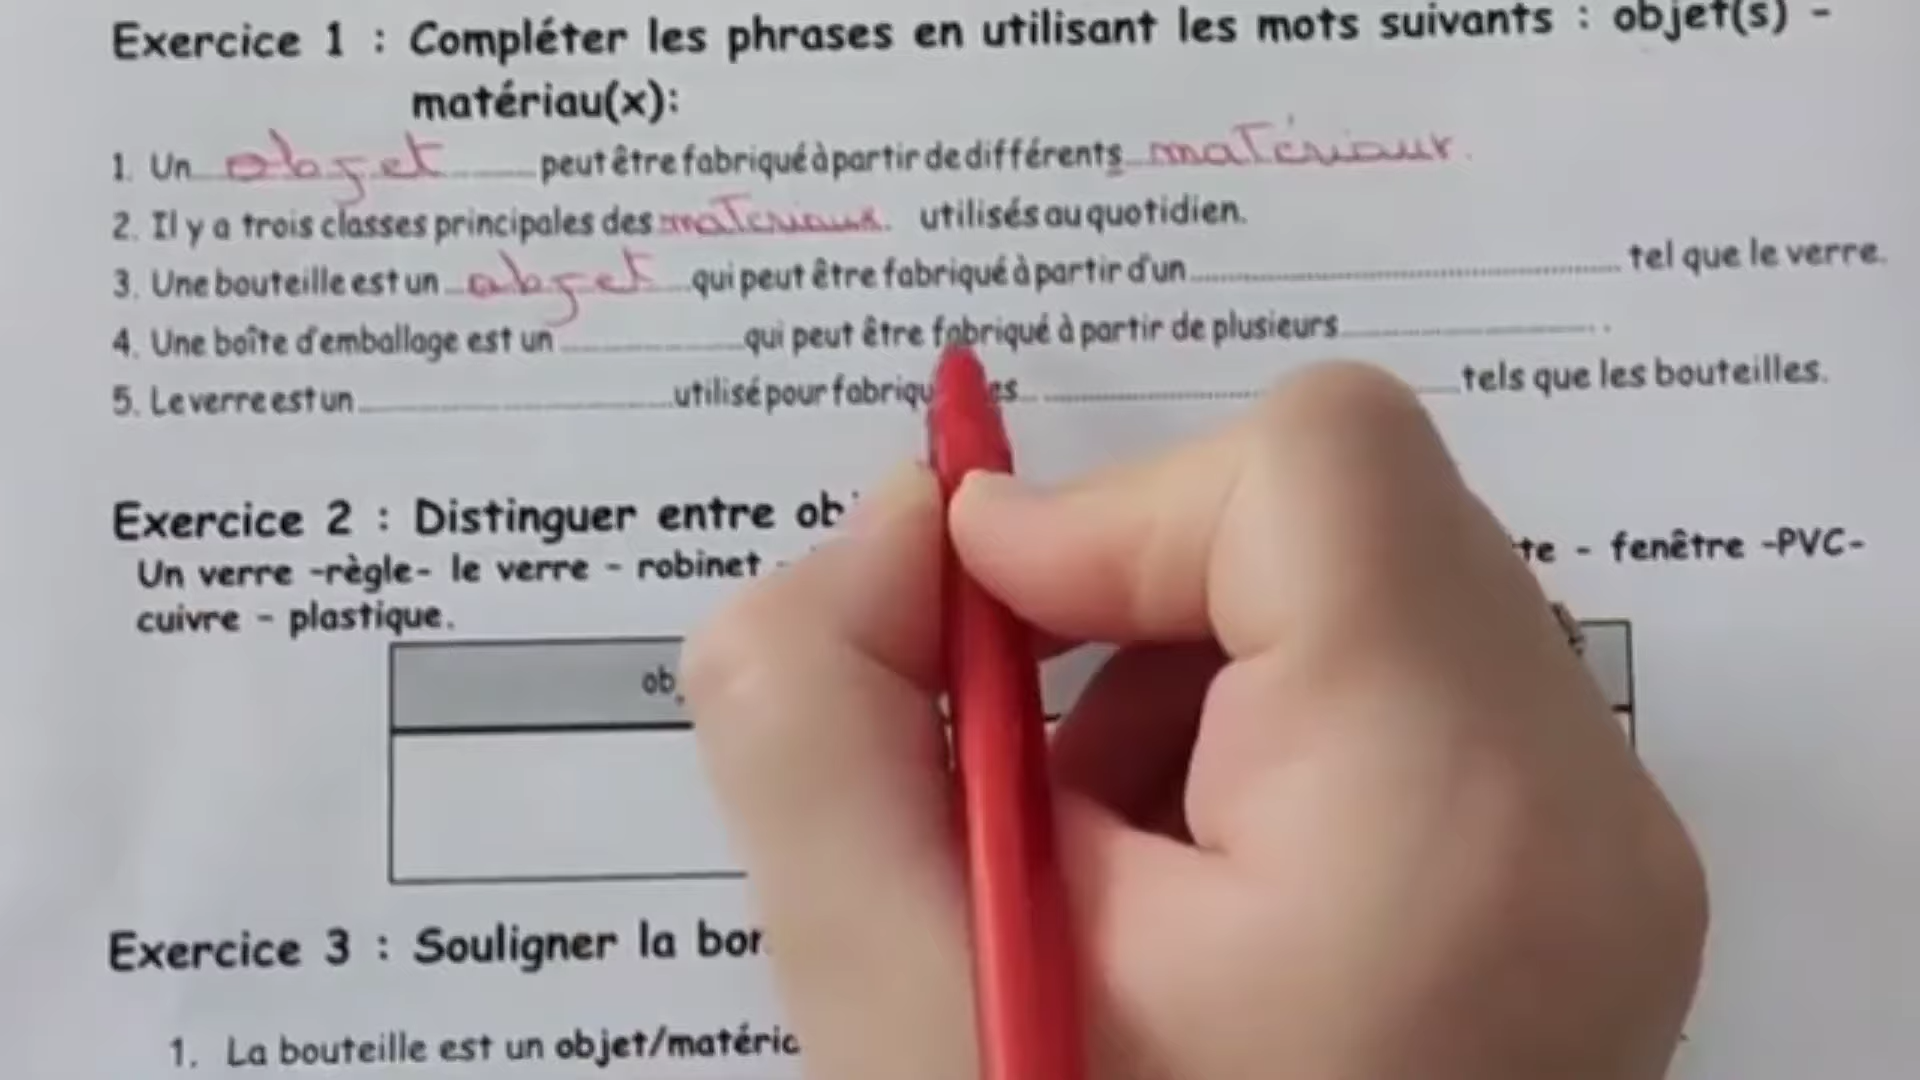 Exercice 1 : Compléter les phrases en utilisant les mots suivants : objet(s) -
matériau(x):
1. Un objet peut être fabriqué à partir de différents matériaux.
2. Il y a trois classes principales des matériaux. utilisés au quotidien.
3. Une bouteille est un objet qui peut être fabriqué à partir d'un tel que le verre.
4. Une boîte d'emballage est un qui peut être fabriqué à partir de plusieurs
5. Le verre est un utilisé pour fabriqu es tels que les bouteilles.
Exercice 2 : Distinguer entre ob
Un verre -règle- le verre - robinet - te - fenêtre -PVC-
cuivre - plastique.
ob
Exercice 3 : Souligner la bon
1. La bouteille est un objet/matéria